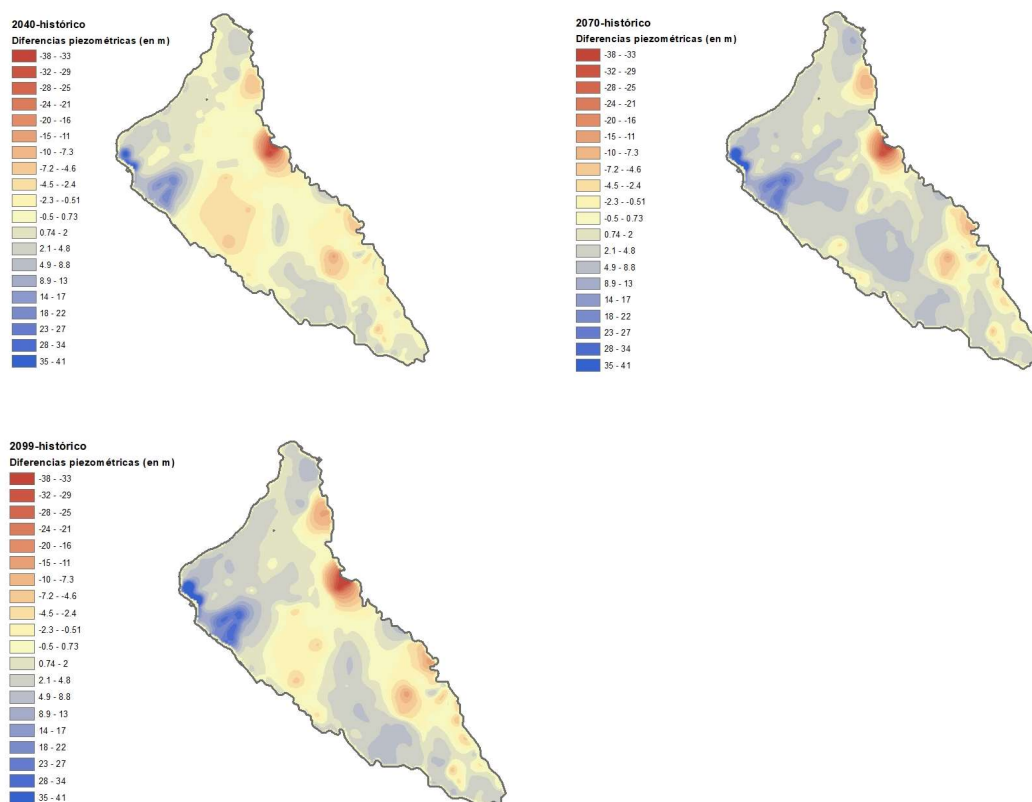 2040-histórico
Diferencias piezométricas (en m)
-38 - -33
-32 - -29
-28 - -25
-24 - -21
-20 - -16
-15 - -11
-10 - -7.3
-7.2 - -4.6
-4.5 - -2.4
-2.3 - -0.51
-0.5 - 0.73
0.74 - 2
2.1 - 4.8
4.9 - 8.8
8.9 - 13
14 - 17
18 - 22
23 - 27
28 - 34
35 - 41
2070-histórico
Diferencias piezométricas (en m)
-38 - -33
-32 - -29
-28 - -25
-24 - -21
-20 - -16
-15 - -11
-10 - -7.3
-7.2 - -4.6
-4.5 - -2.4
-2.3 - -0.51
-0.5 - 0.73
0.74 - 2
2.1 - 4.8
4.9 - 8.8
8.9 - 13
14 - 17
18 - 22
23 - 27
28 - 34
35 - 41
2099-histórico
Diferencias piezométricas (en m)
-38 - -33
-32 - -29
-28 - -25
-24 - -21
-20 - -16
-15 - -11
-10 - -7.3
-7.2 - -4.6
-4.5 - -2.4
-2.3 - -0.51
-0.5 - 0.73
0.74 - 2
2.1 - 4.8
4.9 - 8.8
8.9 - 13
14 - 17
18 - 22
23 - 27
28 - 34
35 - 41